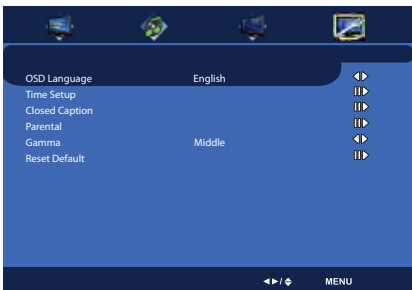 OSD Language English
Time Setup
Closed Caption
Parental
Gamma Middle
Reset Default
MENU